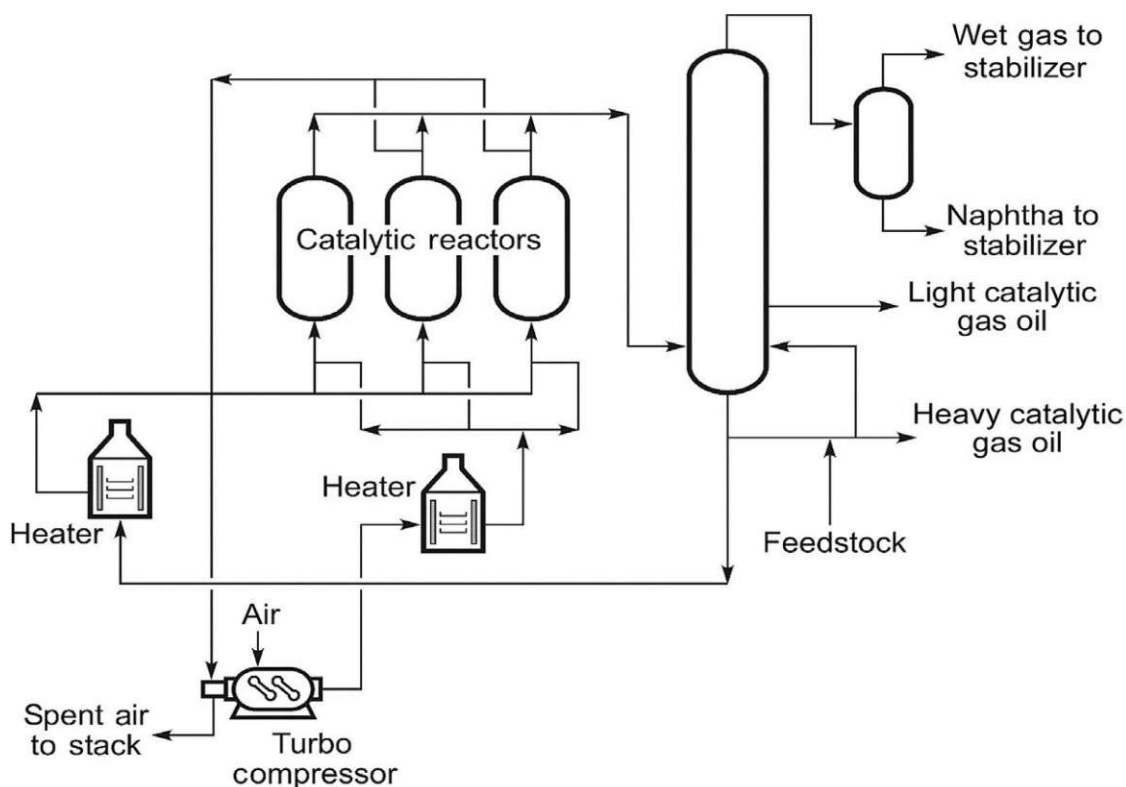 Wet gas to
stabilizer
Catalytic reactors
Naphtha to
stabilizer
Light catalytic
gas oil
Heavy catalytic
gas oil
Heater
Heater
Feedstock
Air
Spent air
to stack
Turbo
compressor